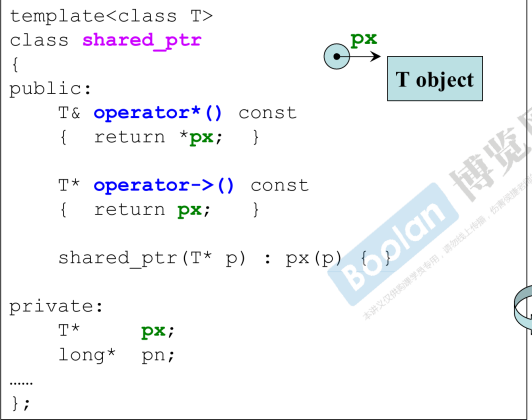 template<class T>
class shared_ptr
{
public:
    T& operator*() const
    {  return *px;  }

    T* operator->() const
    {  return px;   }

    shared_ptr(T* p) : px(p) { }

private:
    T*     px;
    long*  pn;
……
};
px
T object
Boolan 博览